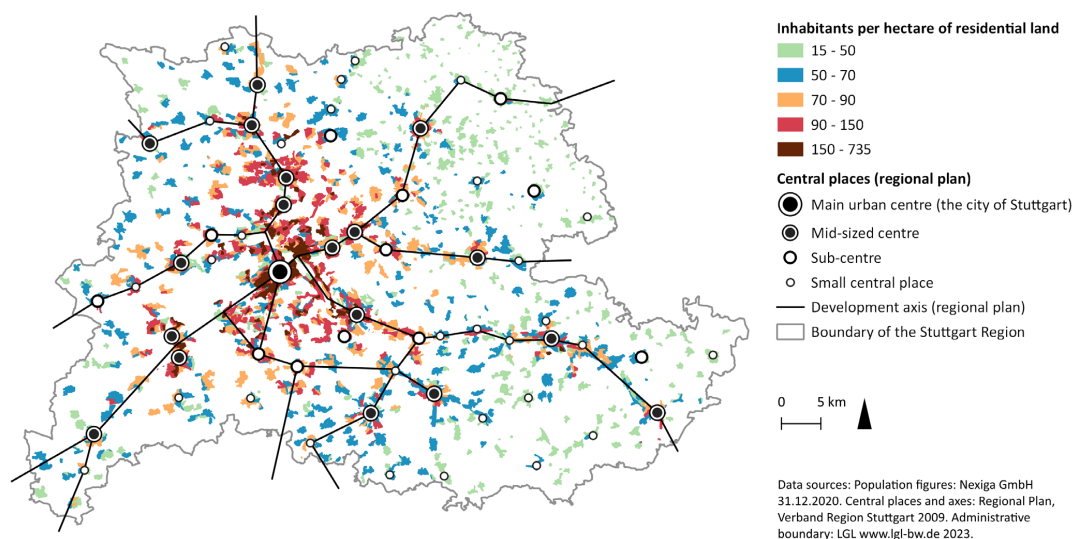 Inhabitants per hectare of residential land
15 - 50
50 - 70
70 - 90
90 - 150
150 - 735
Central places (regional plan)
Main urban centre (the city of Stuttgart)
Mid-sized centre
Sub-centre
Small central place
Development axis (regional plan)
Boundary of the Stuttgart Region
0 5 km
Data sources: Population figures: Nexiga GmbH
31.12.2020. Central places and axes: Regional Plan,
Verband Region Stuttgart 2009. Administrative
boundary: LGL www.lgl-bw.de 2023.